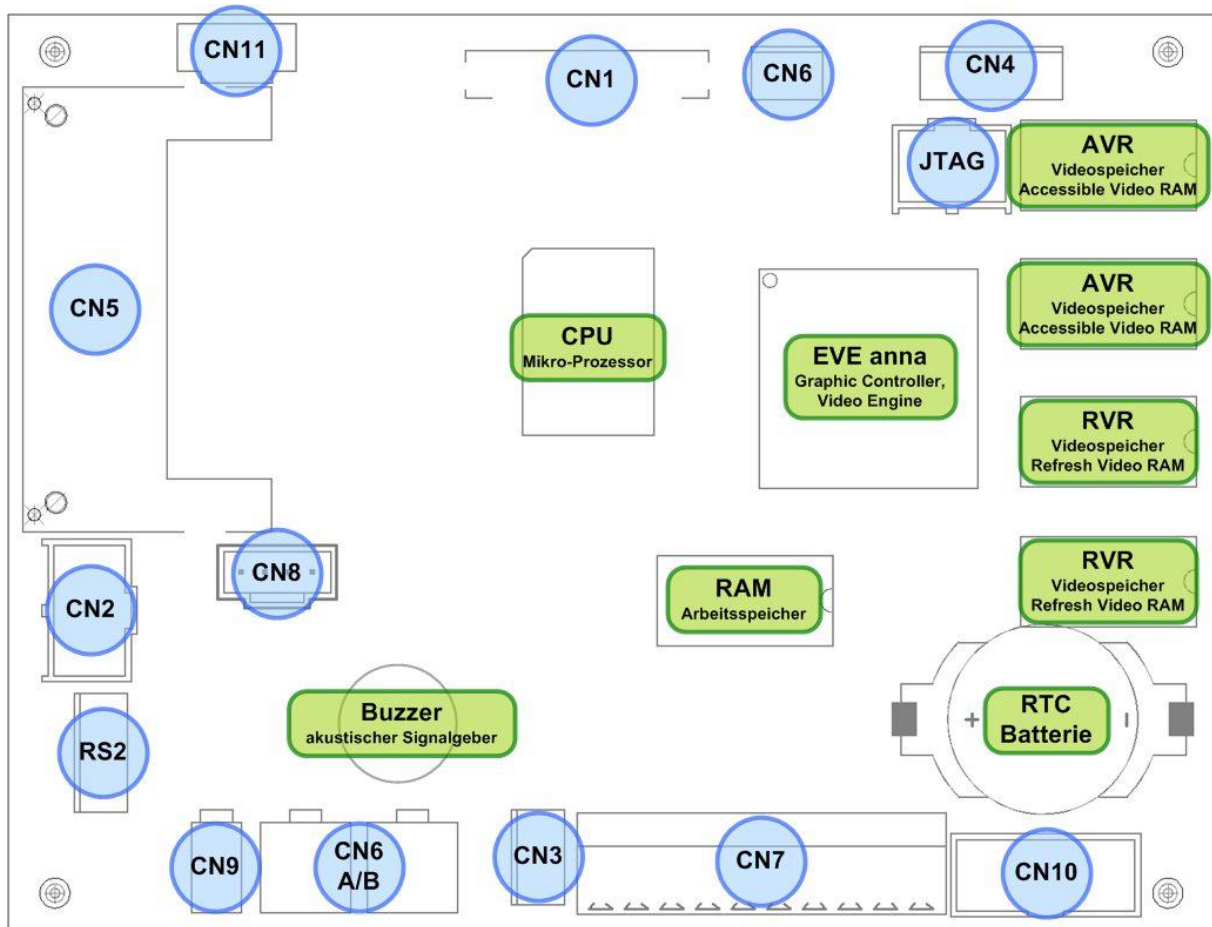 CN11
CN1
CN6
CN4
JTAG
AVR
Videospeicher
Accessible Video RAM
CN5
AVR
Videospeicher
Accessible Video RAM
CPU
Mikro-Prozessor
EVE anna
Graphic Controller,
Video Engine
RVR
Videospeicher
Refresh Video RAM
CN8
CN2
RAM
Arbeitsspeicher
RVR
Videospeicher
Refresh Video RAM
Buzzer
akustischer Signalgeber
RS2
+
RTC
Batterie
-
CN9
CN6
A/B
CN3
CN7
CN10